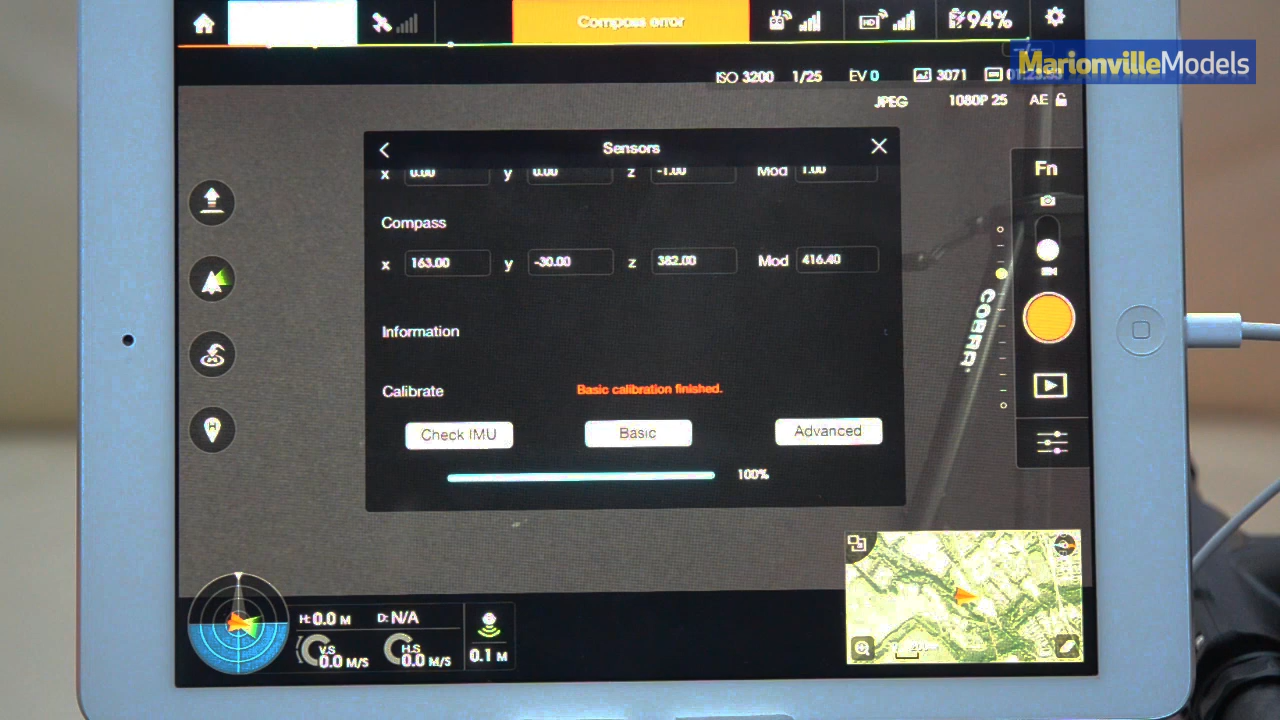 Compass error
94%
MarionvilleModels
ISO 3200 1/25 EV 0 3071
JPEG 1080P 25 AE
Sensors
x 0.00 y 0.00 z -1.00 Mod 1.00
Fn
Compass
x 163.00 y -30.00 z 382.00 Mod 416.40
COBRA
Information
Calibrate Basic calibration finished.
Check IMU Basic Advanced
100%
H
H: 0.0 M D: N/A
V.S 0.0 M/S H.S 0.0 M/S 0.1 M